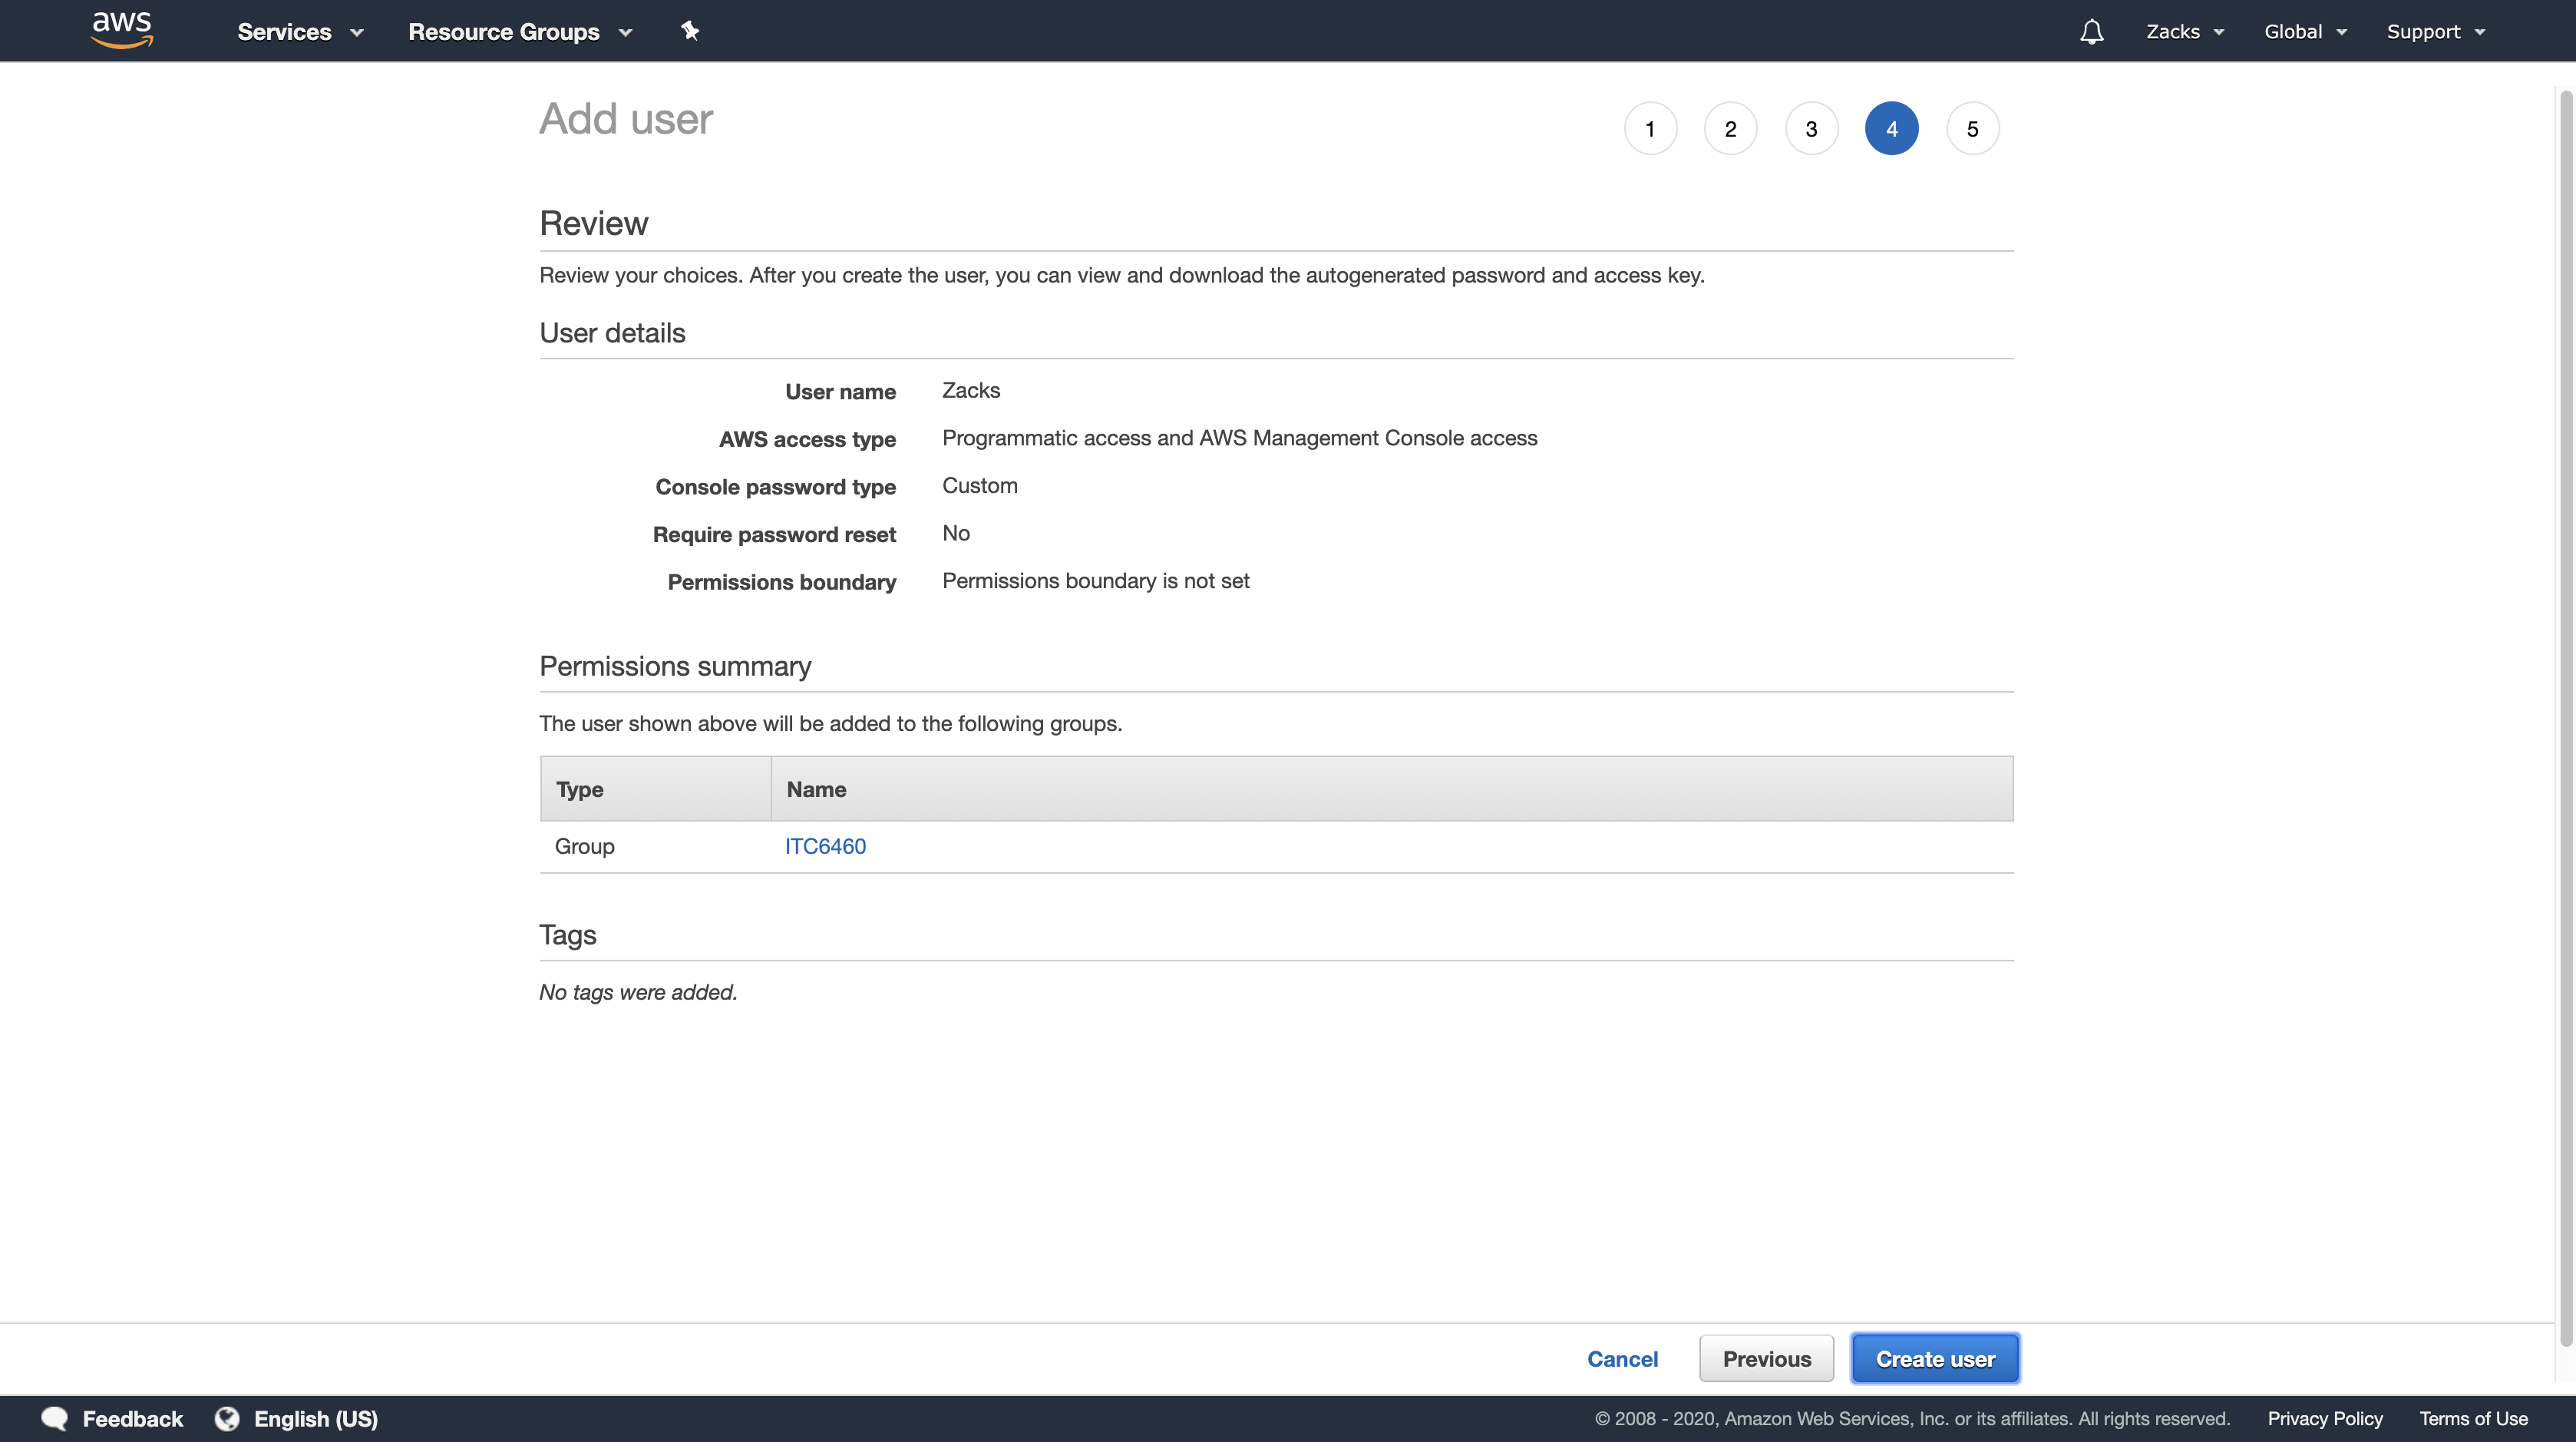 aws Services Resource Groups Zacks Global Support
Add user 1 2 3 4 5
Review
Review your choices. After you create the user, you can view and download the autogenerated password and access key.
User details
User name Zacks
AWS access type Programmatic access and AWS Management Console access
Console password type Custom
Require password reset No
Permissions boundary Permissions boundary is not set
Permissions summary
The user shown above will be added to the following groups.
Type Name
Group ITC6460
Tags
No tags were added.
Cancel Previous Create user
Feedback English (US) © 2008 - 2020, Amazon Web Services, Inc. or its affiliates. All rights reserved. Privacy Policy Terms of Use